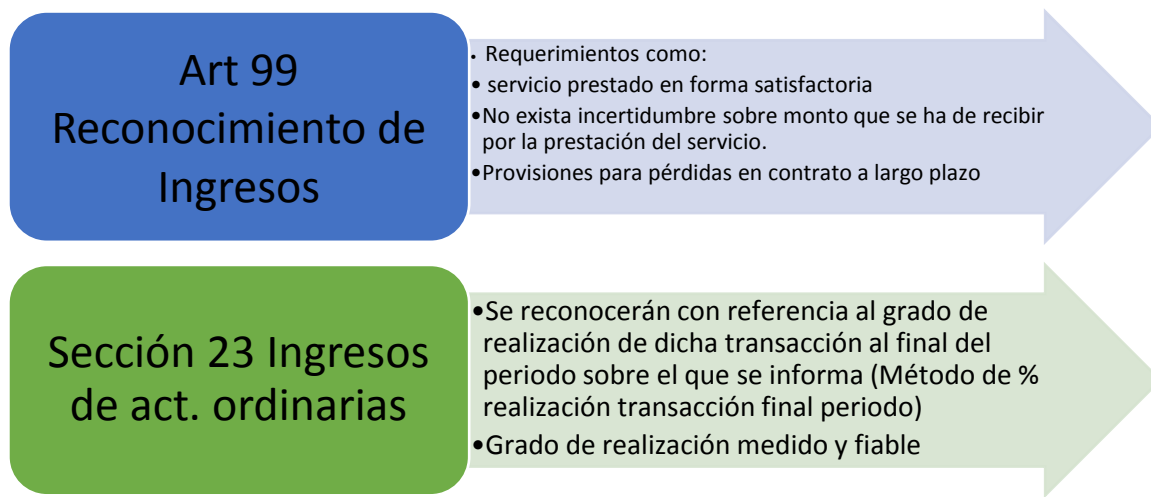 Art 99
Reconocimiento de
Ingresos
. Requerimientos como:
• servicio prestado en forma satisfactoria
•No exista incertidumbre sobre monto que se ha de recibir
por la prestación del servicio.
•Provisiones para pérdidas en contrato a largo plazo
Sección 23 Ingresos
de act. ordinarias
•Se reconocerán con referencia al grado de
realización de dicha transacción al final del
periodo sobre el que se informa (Método de %
realización transacción final periodo)
•Grado de realización medido y fiable